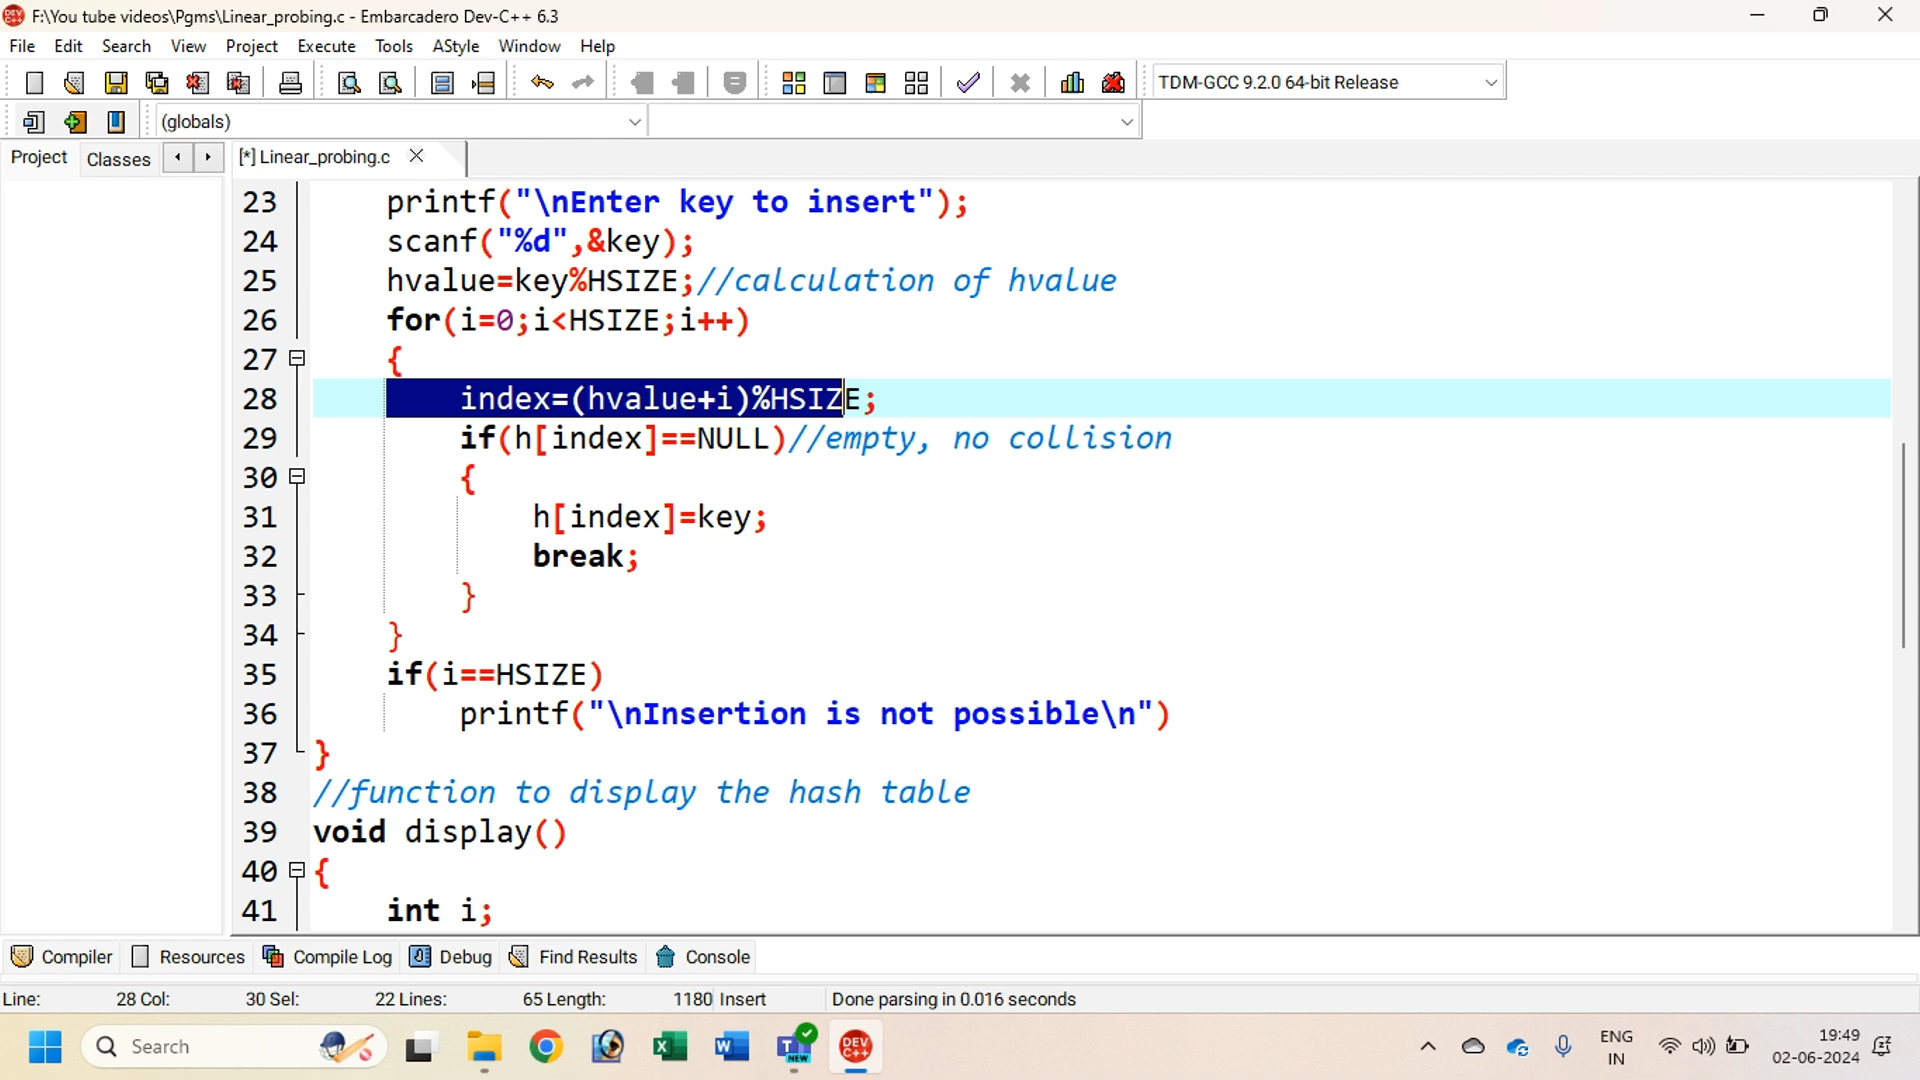 F:\You tube videos\Pgms\Linear_probing.c - Embarcadero Dev-C++ 6.3
File Edit Search View Project Execute Tools AStyle Window Help
TDM-GCC 9.2.0 64-bit Release
(globals)
Project Classes [*] Linear_probing.c
23 printf("\nEnter key to insert");
24 scanf("%d",&key);
25 hvalue=key%HSIZE;//calculation of hvalue
26 for(i=0;i<HSIZE;i++)
27 {
28 index=(hvalue+i)%HSIZE;
29 if(h[index]==NULL)//empty, no collision
30 {
31 h[index]=key;
32 break;
33 }
34 }
35 if(i==HSIZE)
36 printf("\nInsertion is not possible\n")
37 }
38 //function to display the hash table
39 void display()
40 {
41 int i;
Compiler Resources Compile Log Debug Find Results Console
Line: 28 Col: 30 Sel: 22 Lines: 65 Length: 1180 Insert Done parsing in 0.016 seconds
Search
NEW
DEV C++
ENG
IN
19:49
02-06-2024